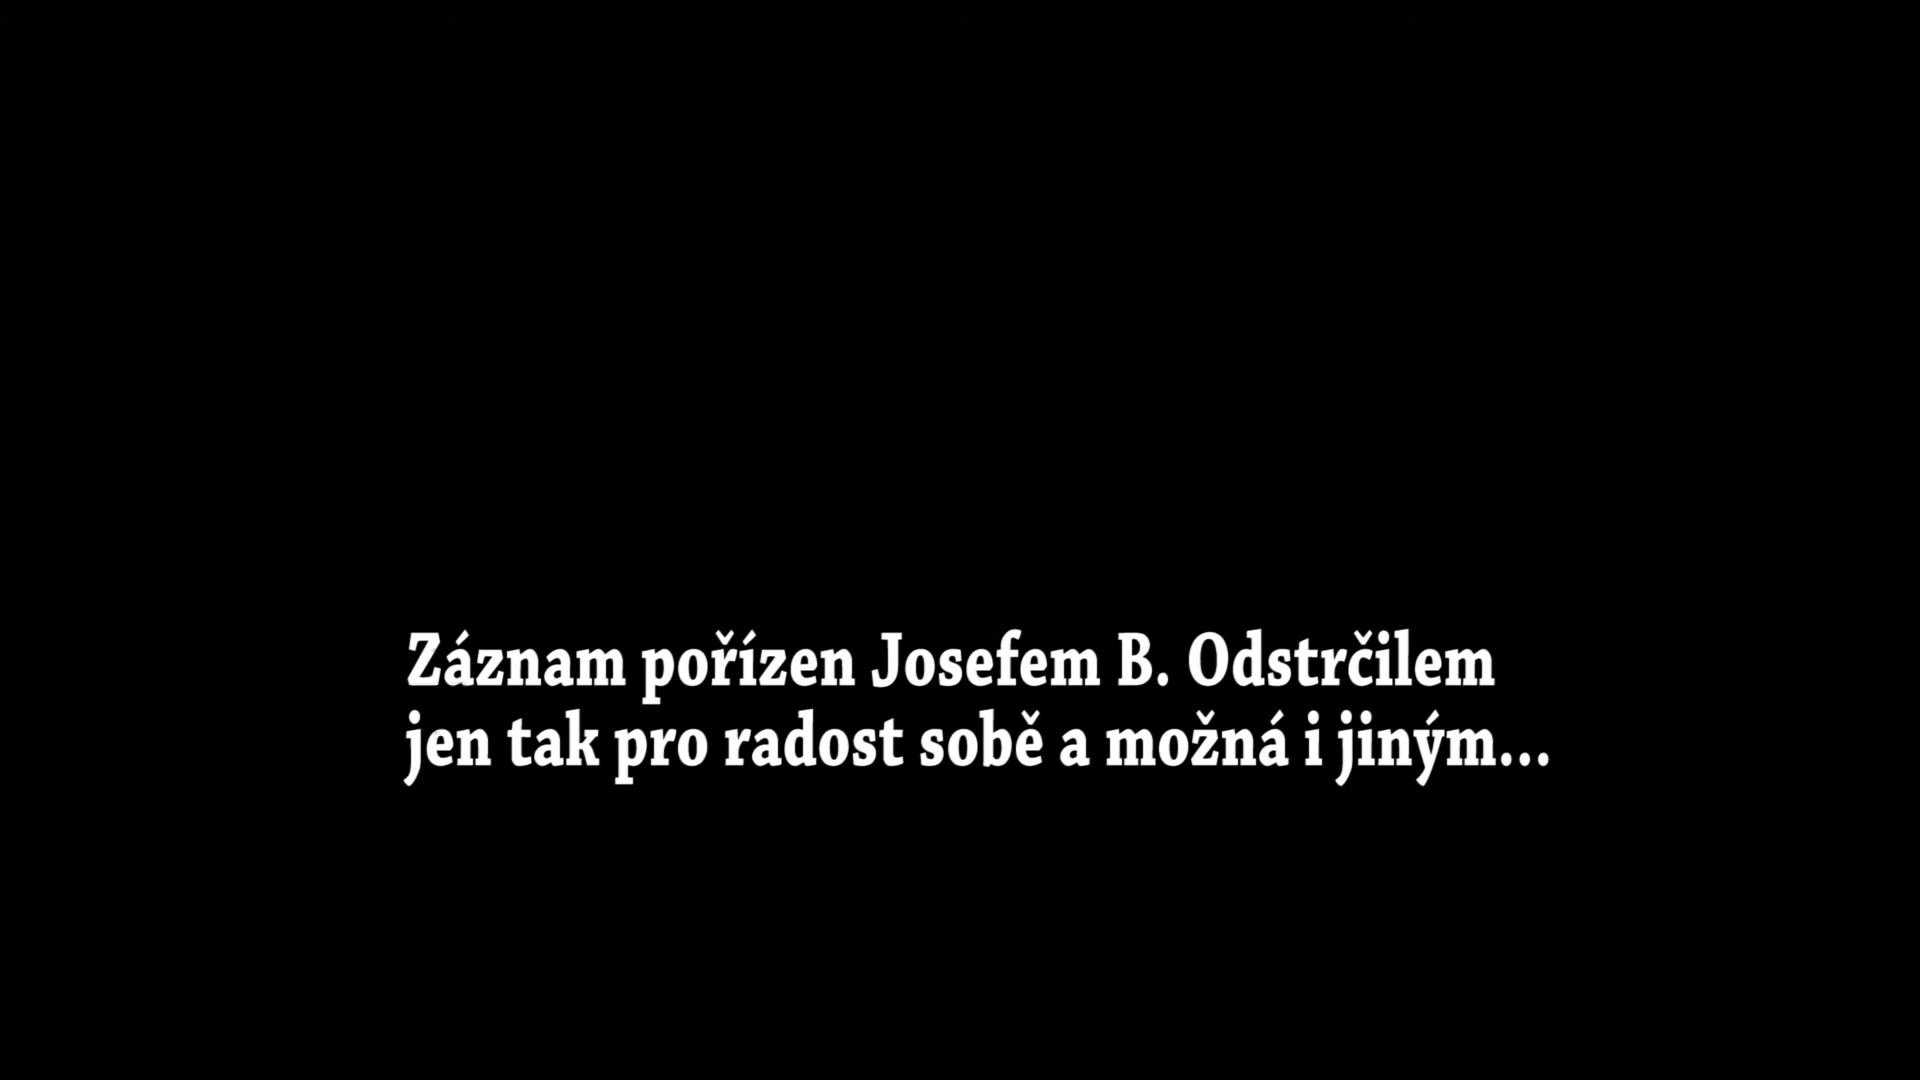 Záznam pořízen Josefem B. Odstrčilem
jen tak pro radost sobě a možná i jiným...